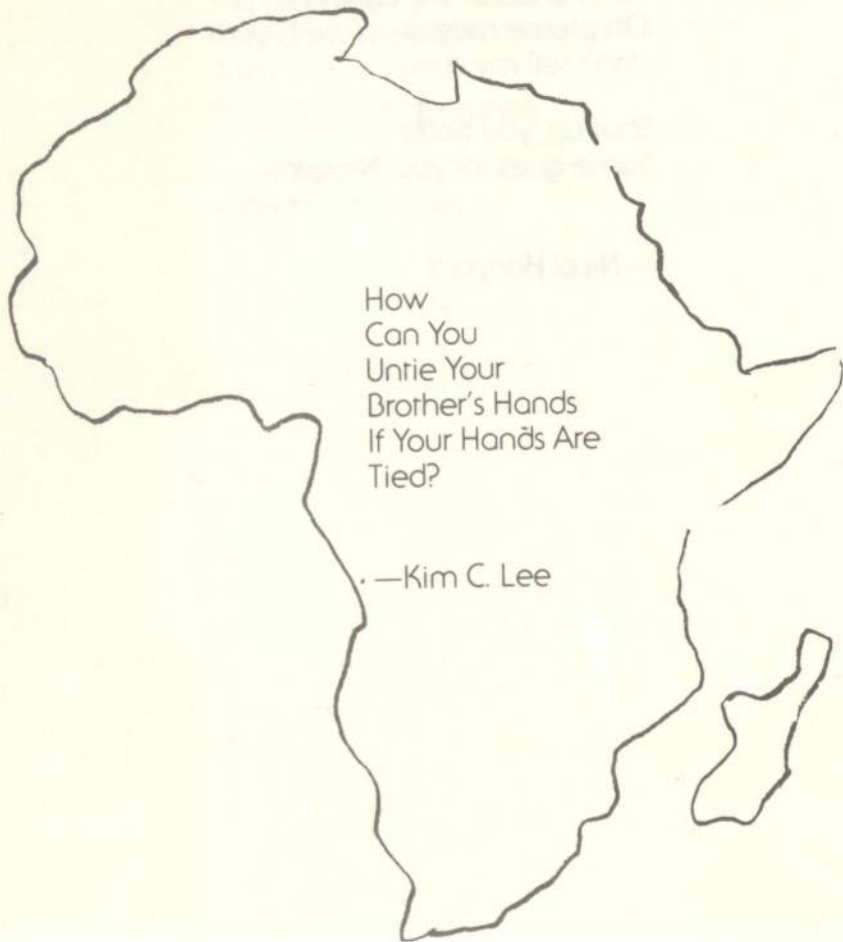 How
Can You
Untie Your
Brother's Hands
If Your Hands Are
Tied?
—Kim C. Lee